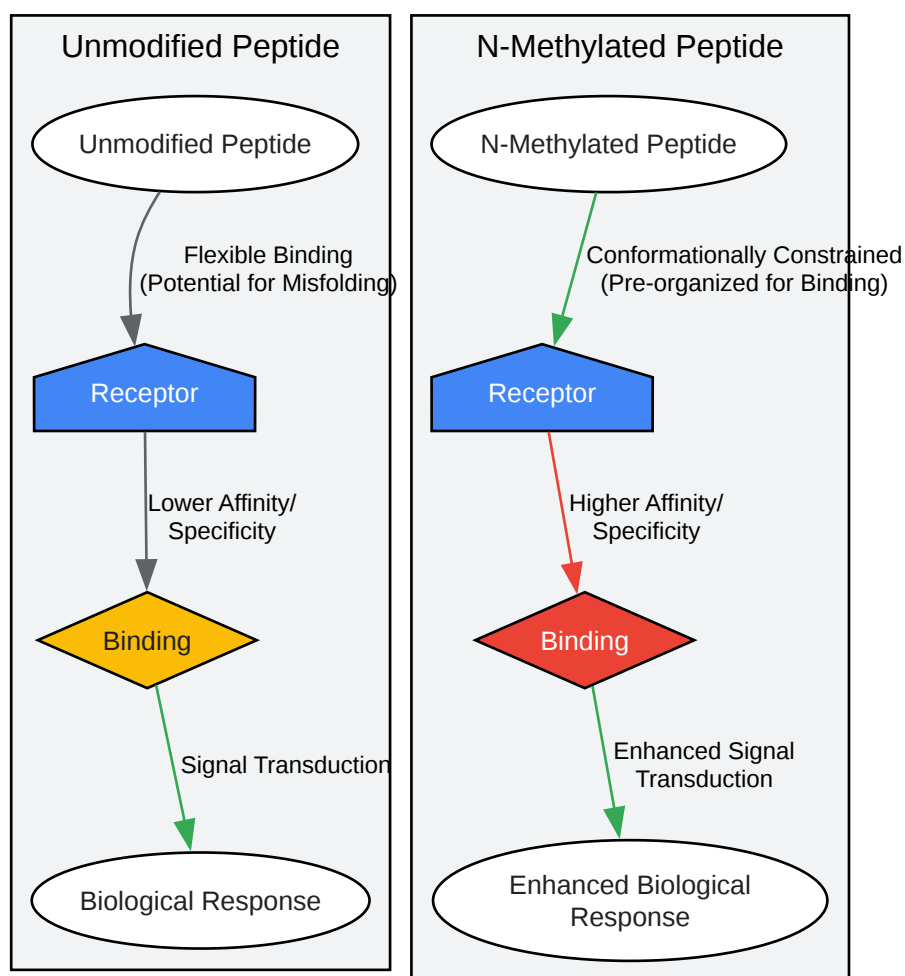 Unmodified Peptide
Unmodified Peptide
Flexible Binding
(Potential for Misfolding)
Receptor
Lower Affinity/
Specificity
Binding
Signal Transduction
Biological Response
N-Methylated Peptide
N-Methylated Peptide
Conformationally Constrained
(Pre-organized for Binding)
Receptor
Higher Affinity/
Specificity
Binding
Enhanced Signal
Transduction
Enhanced Biological
Response